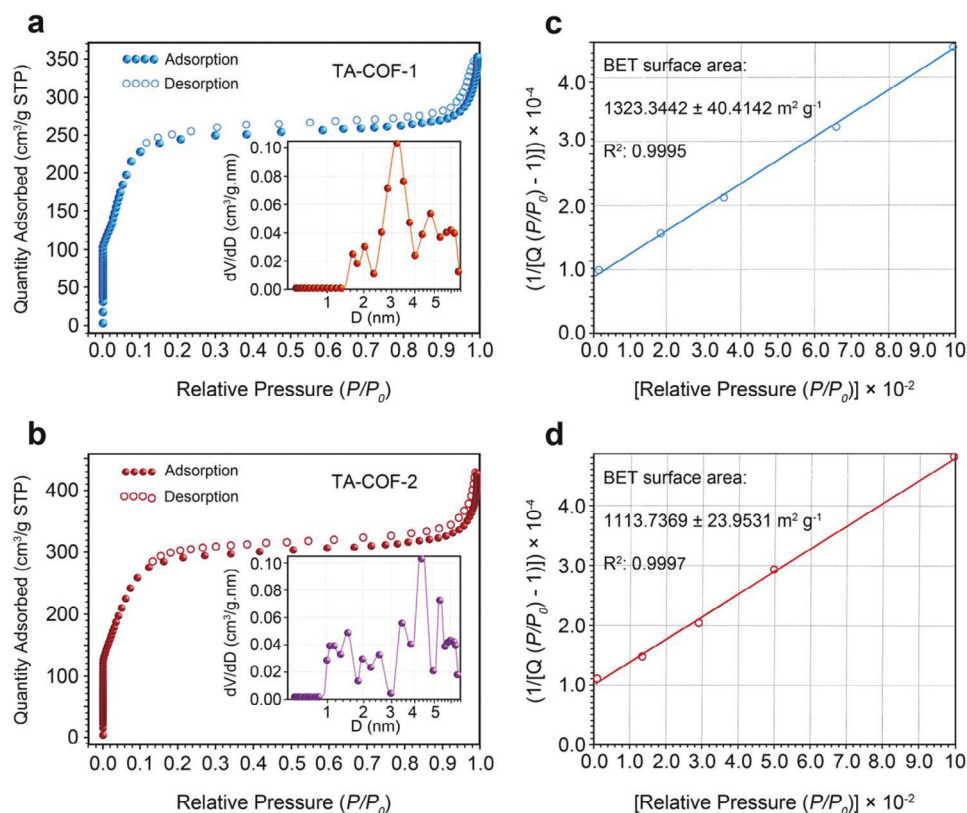 a
Quantity Adsorbed (cm³/g STP)
350
300
250
200
150
100
50
0
Adsorption
Desorption
TA-COF-1
dV/dD (cm³/g.nm)
0.10
0.08
0.06
0.04
0.02
0.00
1 2 3 4 5
D (nm)
0.0 0.1 0.2 0.3 0.4 0.5 0.6 0.7 0.8 0.9 1.0
Relative Pressure (P/P₀)
c
(1/[Q (P/P₀) - 1)]) × 10⁻⁴
4.0
3.0
2.0
1.0
0.0
BET surface area:
1323.3442 ± 40.4142 m² g⁻¹
R²: 0.9995
0.0 1.0 2.0 3.0 4.0 5.0 6.0 7.0 8.0 9.0 10
[Relative Pressure (P/P₀)] × 10⁻²
b
Quantity Adsorbed (cm³/g STP)
400
300
200
100
0
Adsorption
Desorption
TA-COF-2
dV/dD (cm³/g.nm)
0.10
0.08
0.06
0.04
0.02
0.00
1 2 3 4 5
D (nm)
0.0 0.1 0.2 0.3 0.4 0.5 0.6 0.7 0.8 0.9 1.0
Relative Pressure (P/P₀)
d
(1/[Q (P/P₀) - 1)]) × 10⁻⁴
4.0
3.0
2.0
1.0
0.0
BET surface area:
1113.7369 ± 23.9531 m² g⁻¹
R²: 0.9997
0.0 1.0 2.0 3.0 4.0 5.0 6.0 7.0 8.0 9.0 10
[Relative Pressure (P/P₀)] × 10⁻²